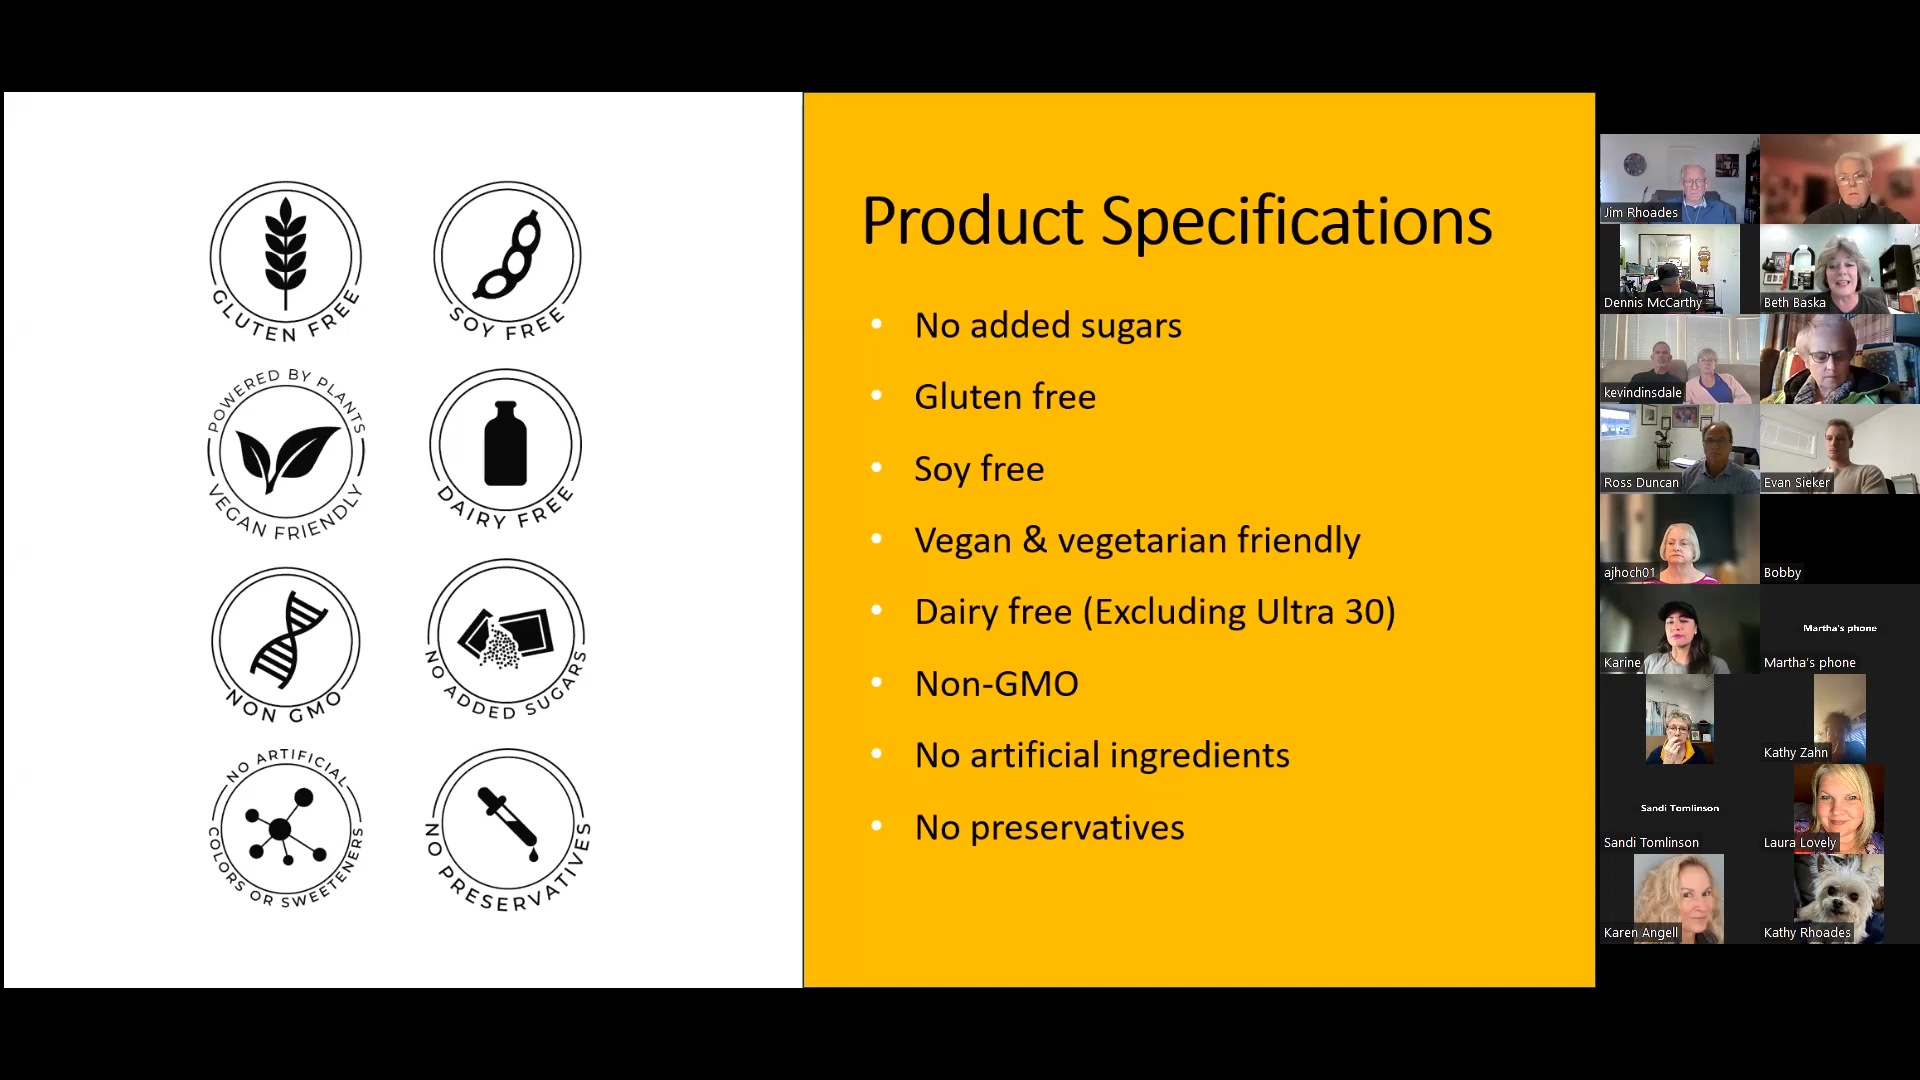 GLUTEN FREE
SOY FREE
POWERED BY PLANTS
VEGAN FRIENDLY
DAIRY FREE
NON GMO
NO ADDED SUGARS
NO ARTIFICIAL
COLORS OR SWEETENERS
NO PRESERVATIVES
Product Specifications
• No added sugars
• Gluten free
• Soy free
• Vegan & vegetarian friendly
• Dairy free (Excluding Ultra 30)
• Non-GMO
• No artificial ingredients
• No preservatives
Jim Rhoades
Dennis McCarthy
Beth Baska
kevindinsdale
Ross Duncan
Evan Sieker
ajhoch01
Bobby
Karine
Martha's phone
Martha's phone
Kathy Zahn
Sandi Tomlinson
Sandi Tomlinson
Laura Lovely
Karen Angell
Kathy Rhoades